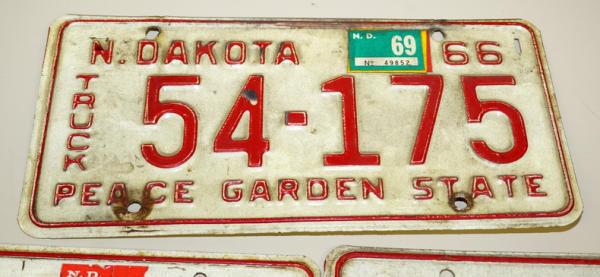 N. DAKOTA 66
N. D.
69
No 49852
TRUCK
54-175
PEACE GARDEN STATE
N.D.